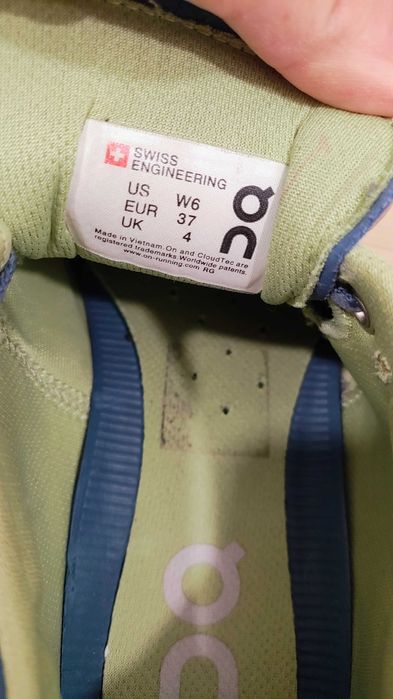 SWISS
ENGINEERING
US W6
EUR 37
UK 4
Made in Vietnam. On and CloudTec are
registered trademarks. Worldwide patents.
www.on-running.com RG